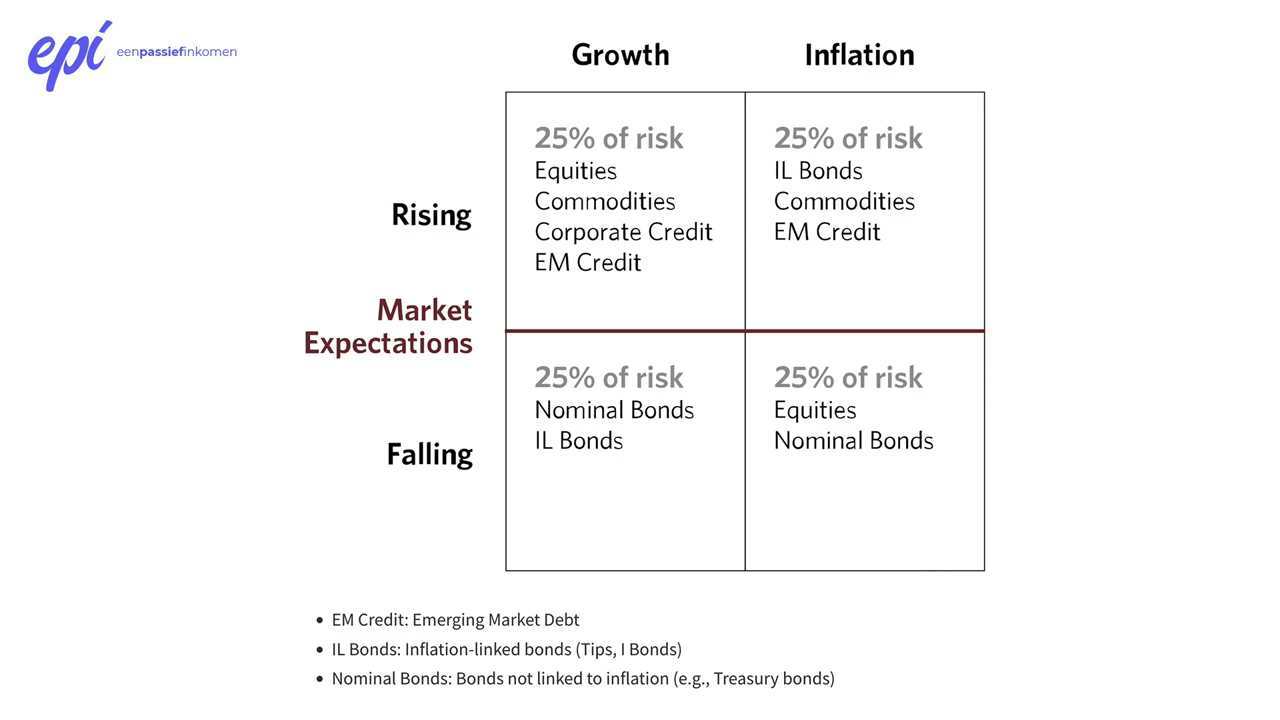 epi eenpassiefinkomen
Growth
Inflation
Rising
Market
Expectations
Falling
25% of risk
Equities
Commodities
Corporate Credit
EM Credit
25% of risk
IL Bonds
Commodities
EM Credit
25% of risk
Nominal Bonds
IL Bonds
25% of risk
Equities
Nominal Bonds
• EM Credit: Emerging Market Debt
• IL Bonds: Inflation-linked bonds (Tips, I Bonds)
• Nominal Bonds: Bonds not linked to inflation (e.g., Treasury bonds)